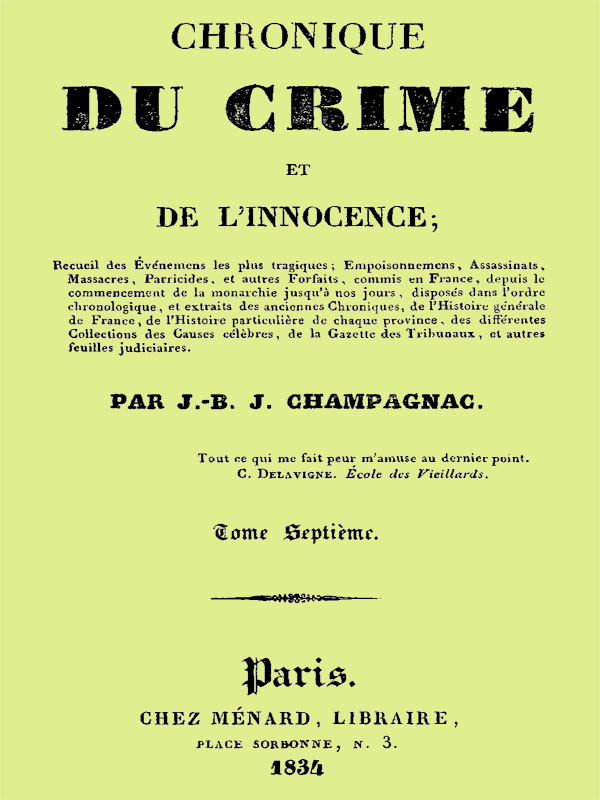 CHRONIQUE
DU CRIME
ET
DE L'INNOCENCE;
Recueil des Événemens les plus tragiques; Empoisonnemens, Assassinats,
Massacres, Parricides, et autres Forfaits, commis en France, depuis le
commencement de la monarchie jusqu'à nos jours, disposés dans l'ordre
chronologique, et extraits des anciennes Chroniques, de l'Histoire générale
de France, de l'Histoire particulière de chaque province, des différentes
Collections des Causes célèbres, de la Gazette des Tribunaux, et autres
feuilles judiciaires.
PAR J.-B. J. CHAMPAGNAC.
Tout ce qui me fait peur m'amuse au dernier point.
C. DELAVIGNE. École des Vieillards.
Tome Septième.
Paris.
CHEZ MÉNARD, LIBRAIRE,
PLACE SORBONNE, N. 3.
1834